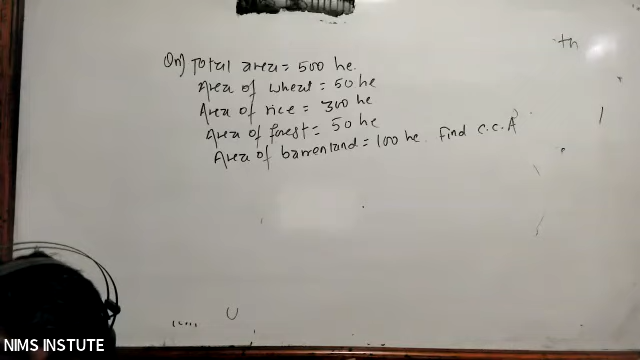 Qn) Total area = 500 he.
Area of wheat = 50 he
Area of rice = 300 he
Area of forest = 50 he
Area of barrenland = 100 he. Find C.C.A
th
U
NIMS INSTUTE